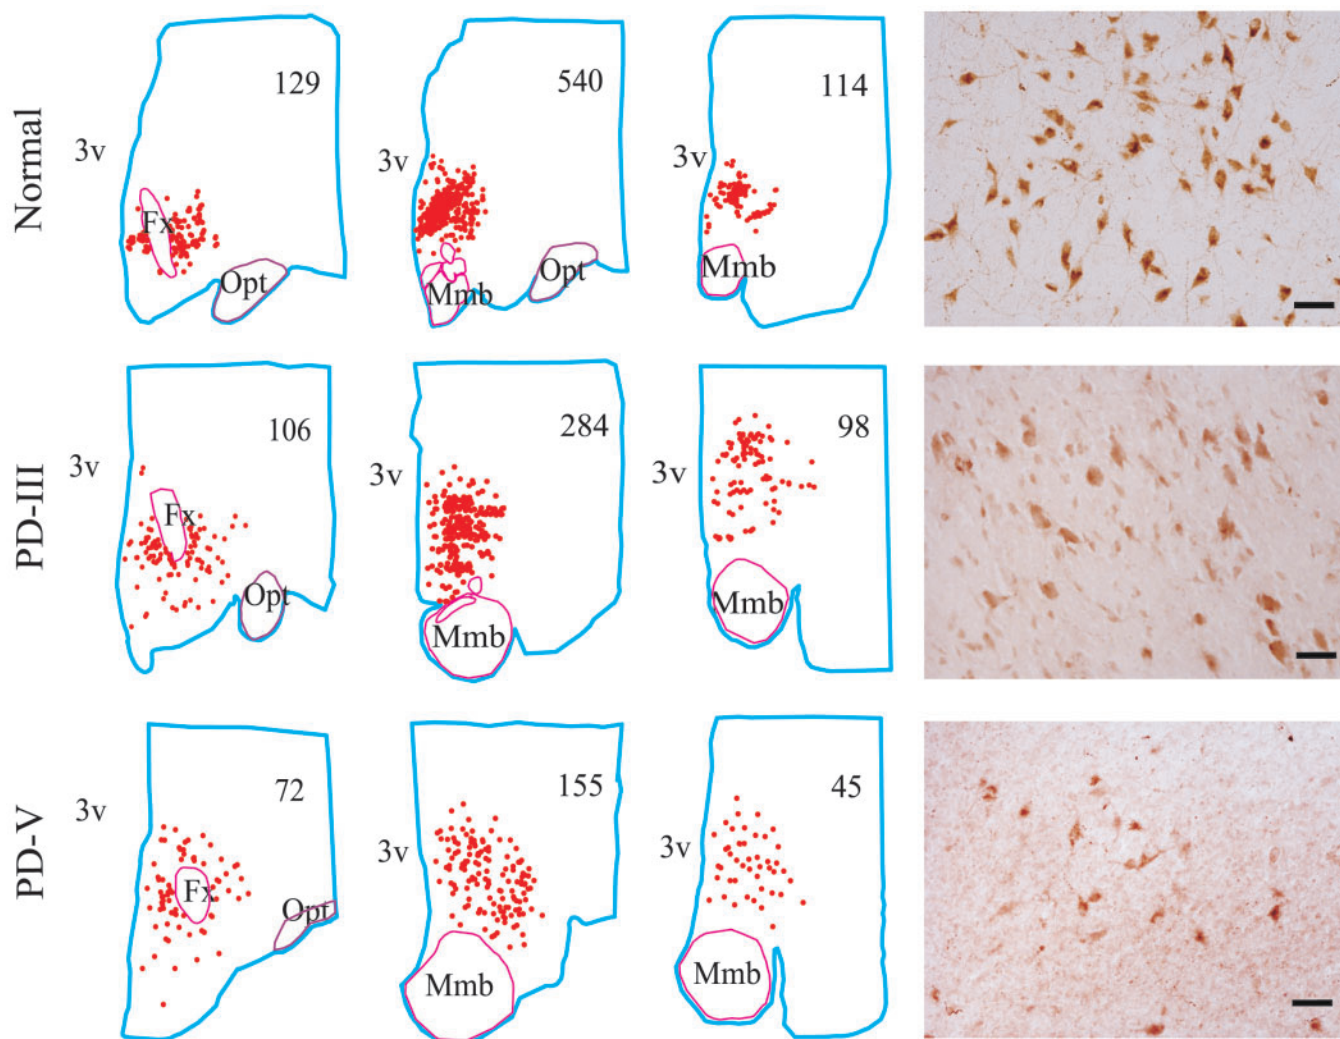 Normal
129
3v
Fx
Opt
540
3v
Mmb
Opt
114
3v
Mmb
PD-III
106
3v
Fx
Opt
284
3v
Mmb
98
3v
Mmb
PD-V
72
3v
Fx
Opt
155
3v
Mmb
45
3v
Mmb